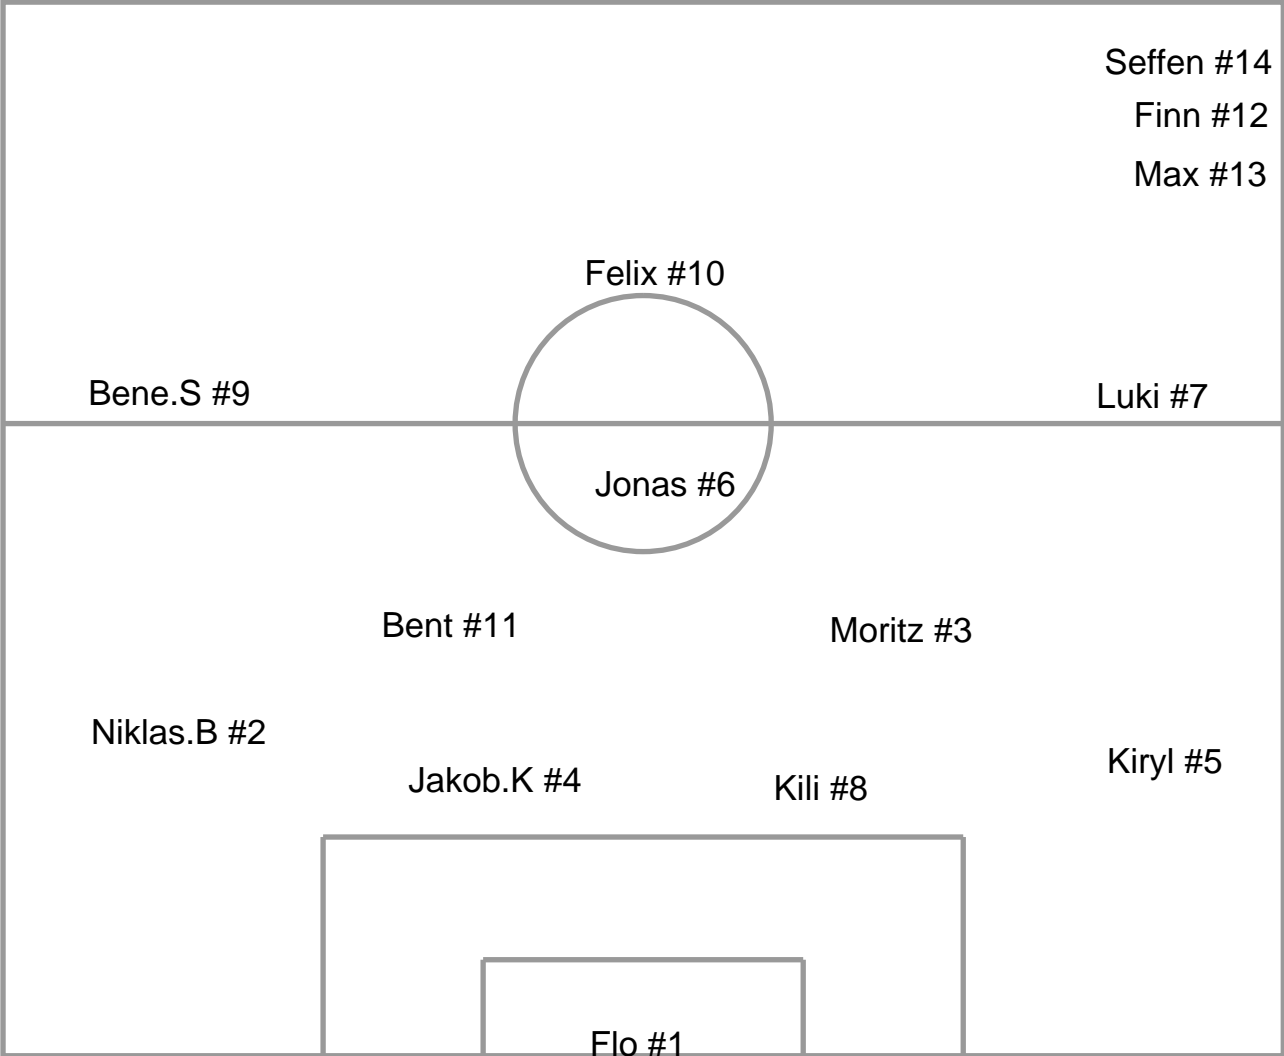 Seffen #14
Finn #12
Max #13
Felix #10
Bene.S #9
Luki #7
Jonas #6
Bent #11
Moritz #3
Niklas.B #2
Kiryl #5
Jakob.K #4
Kili #8
Flo #1